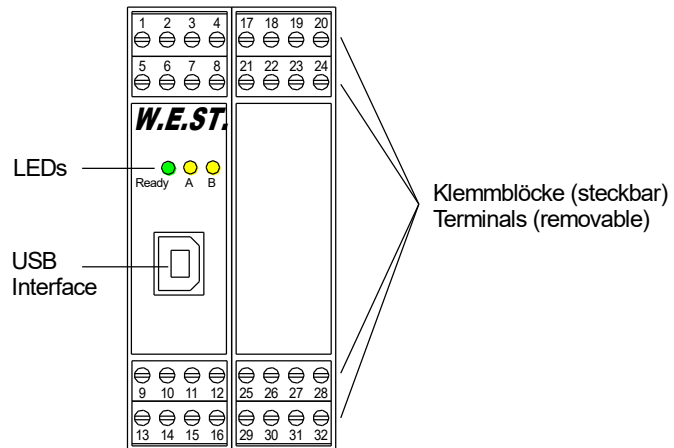 1 2 3 4 17 18 19 20
5 6 7 8 21 22 23 24
W.E.ST.
LEDs
Ready A B
Klemmblöcke (steckbar)
Terminals (removable)
USB
Interface
9 10 11 12 25 26 27 28
13 14 15 16 29 30 31 32